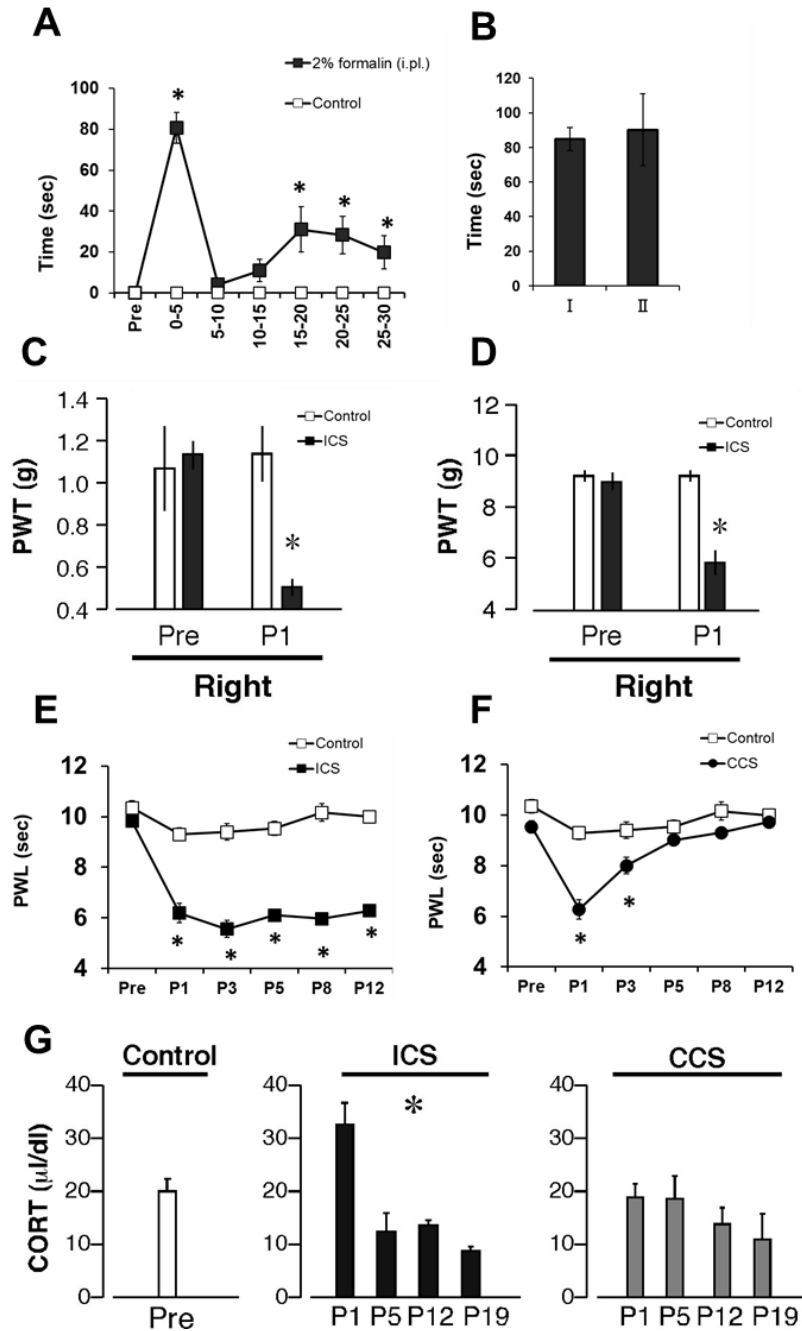 A
2% formalin (i.pl.)
Control
100
80
60
40
20
0
Time (sec)
*
*
*
*
Pre
0-5
5-10
10-15
15-20
20-25
25-30
B
120
100
80
60
40
20
0
Time (sec)
I
II
C
1.4
1.2
1.0
0.8
0.6
0.4
PWT (g)
Control
ICS
*
Pre P1
Right
D
12
10
8
6
4
PWT (g)
Control
ICS
*
Pre P1
Right
E
Control
ICS
12
10
8
6
4
PWL (sec)
* * * * *
Pre P1 P3 P5 P8 P12
F
Control
CCS
12
10
8
6
4
PWL (sec)
* *
Pre P1 P3 P5 P8 P12
G
Control
40
30
20
10
0
CORT (μl/dl)
Pre
ICS
40
30
20
10
0
*
P1 P5 P12 P19
CCS
40
30
20
10
0
P1 P5 P12 P19